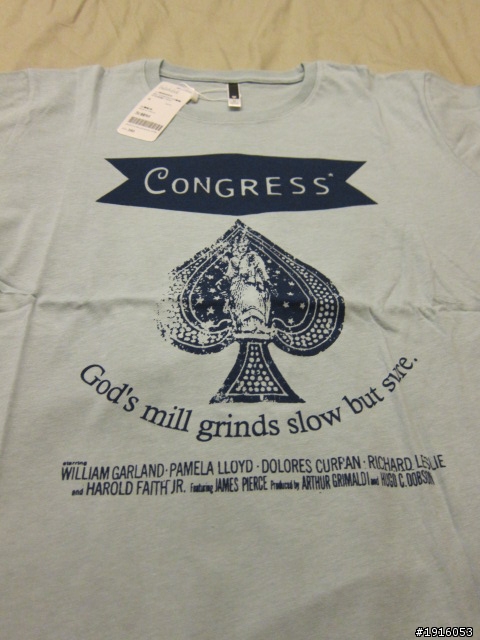 CONGRESS
God's mill grinds slow but sure.
starring
WILLIAM GARLAND · PAMELA LLOYD · DOLORES CURRAN · RICHARD LESLIE
and HAROLD FAITH JR. Featuring JAMES PIERCE Produced by ARTHUR GRIMALDI and HUGO C. DOBSON
#1916053